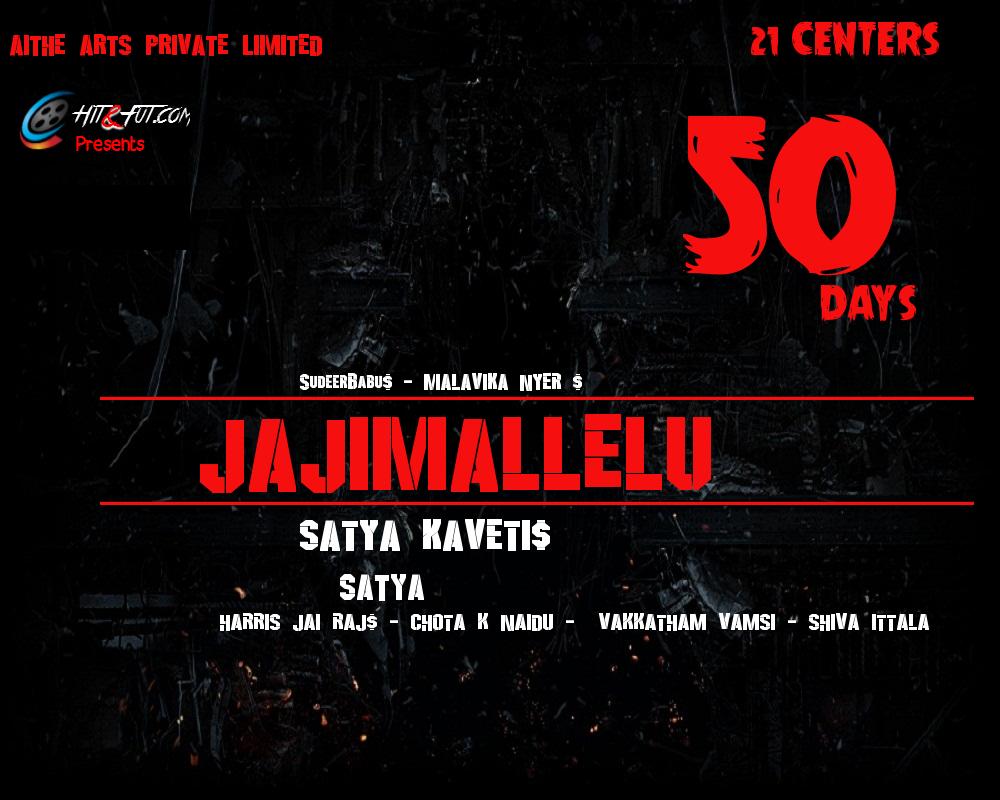 AITHE ARTS PRIVATE LIMITED
21 CENTERS
HIT&FUT.COM
Presents
50
DAYS
SUDEERBABU$ - MALAVIKA NYER $
JAJIMALLELU
SATYA KAVETI$
SATYA
HARRIS JAI RAJ$ - CHOTA K NAIDU - VAKKATHAM VAMSI - SHIVA ITTALA